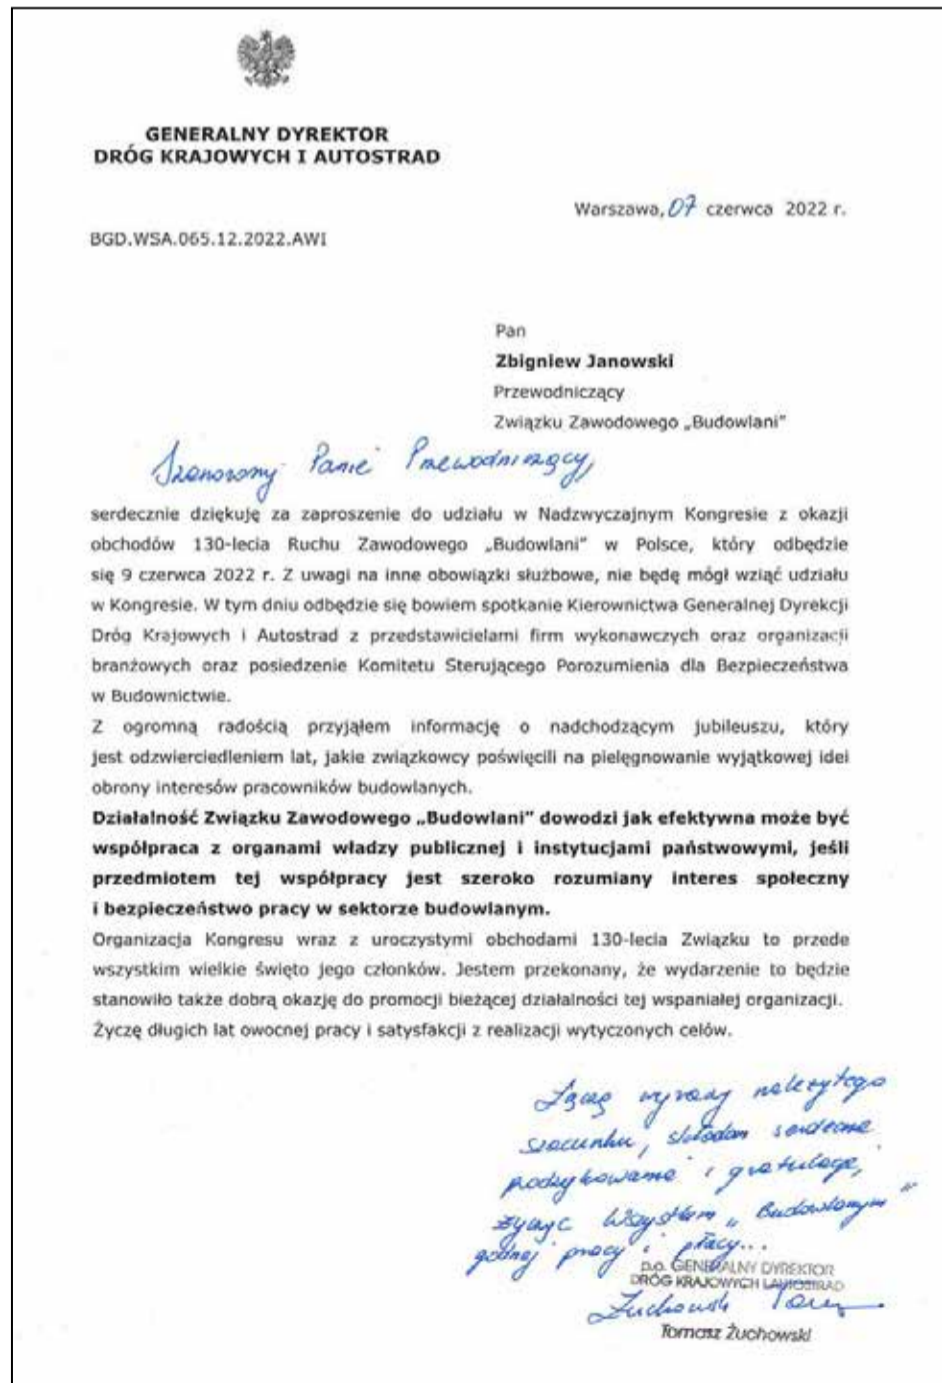 GENERALNY DYREKTOR
DRÓG KRAJOWYCH I AUTOSTRAD
Warszawa, 07 czerwca 2022 r.
BGD.WSA.065.12.2022.AWI
Pan
Zbigniew Janowski
Przewodniczący
Związku Zawodowego „Budowlani”
Szanowny Panie Przewodniczący,
serdecznie dziękuję za zaproszenie do udziału w Nadzwyczajnym Kongresie z okazji
obchodów 130-lecia Ruchu Zawodowego „Budowlani” w Polsce, który odbędzie
się 9 czerwca 2022 r. Z uwagi na inne obowiązki służbowe, nie będę mógł wziąć udziału
w Kongresie. W tym dniu odbędzie się bowiem spotkanie Kierownictwa Generalnej Dyrekcji
Dróg Krajowych i Autostrad z przedstawicielami firm wykonawczych oraz organizacji
branżowych oraz posiedzenie Komitetu Sterującego Porozumienia dla Bezpieczeństwa
w Budownictwie.
Z ogromną radością przyjąłem informację o nadchodzącym jubileuszu, który
jest odzwierciedleniem lat, jakie związkowcy poświęcili na pielęgnowanie wyjątkowej idei
obrony interesów pracowników budowlanych.
Działalność Związku Zawodowego „Budowlani” dowodzi jak efektywna może być
współpraca z organami władzy publicznej i instytucjami państwowymi, jeśli
przedmiotem tej współpracy jest szeroko rozumiany interes społeczny
i bezpieczeństwo pracy w sektorze budowlanym.
Organizacja Kongresu wraz z uroczystymi obchodami 130-lecia Związku to przede
wszystkim wielkie święto jego członków. Jestem przekonany, że wydarzenie to będzie
stanowiło także dobrą okazję do promocji bieżącej działalności tej wspaniałej organizacji.
Życzę długich lat owocnej pracy i satysfakcji z realizacji wytyczonych celów.
Łączę wyrazy należytego
szacunku, składam serdeczne
podziękowania i gratulacje,
życząc wszystkim „Budowlanym”
godnej pracy i płacy...
p.o. GENERALNY DYREKTOR
DRÓG KRAJOWYCH I AUTOSTRAD
Żuchowski Tomasz
Tomasz Żuchowski